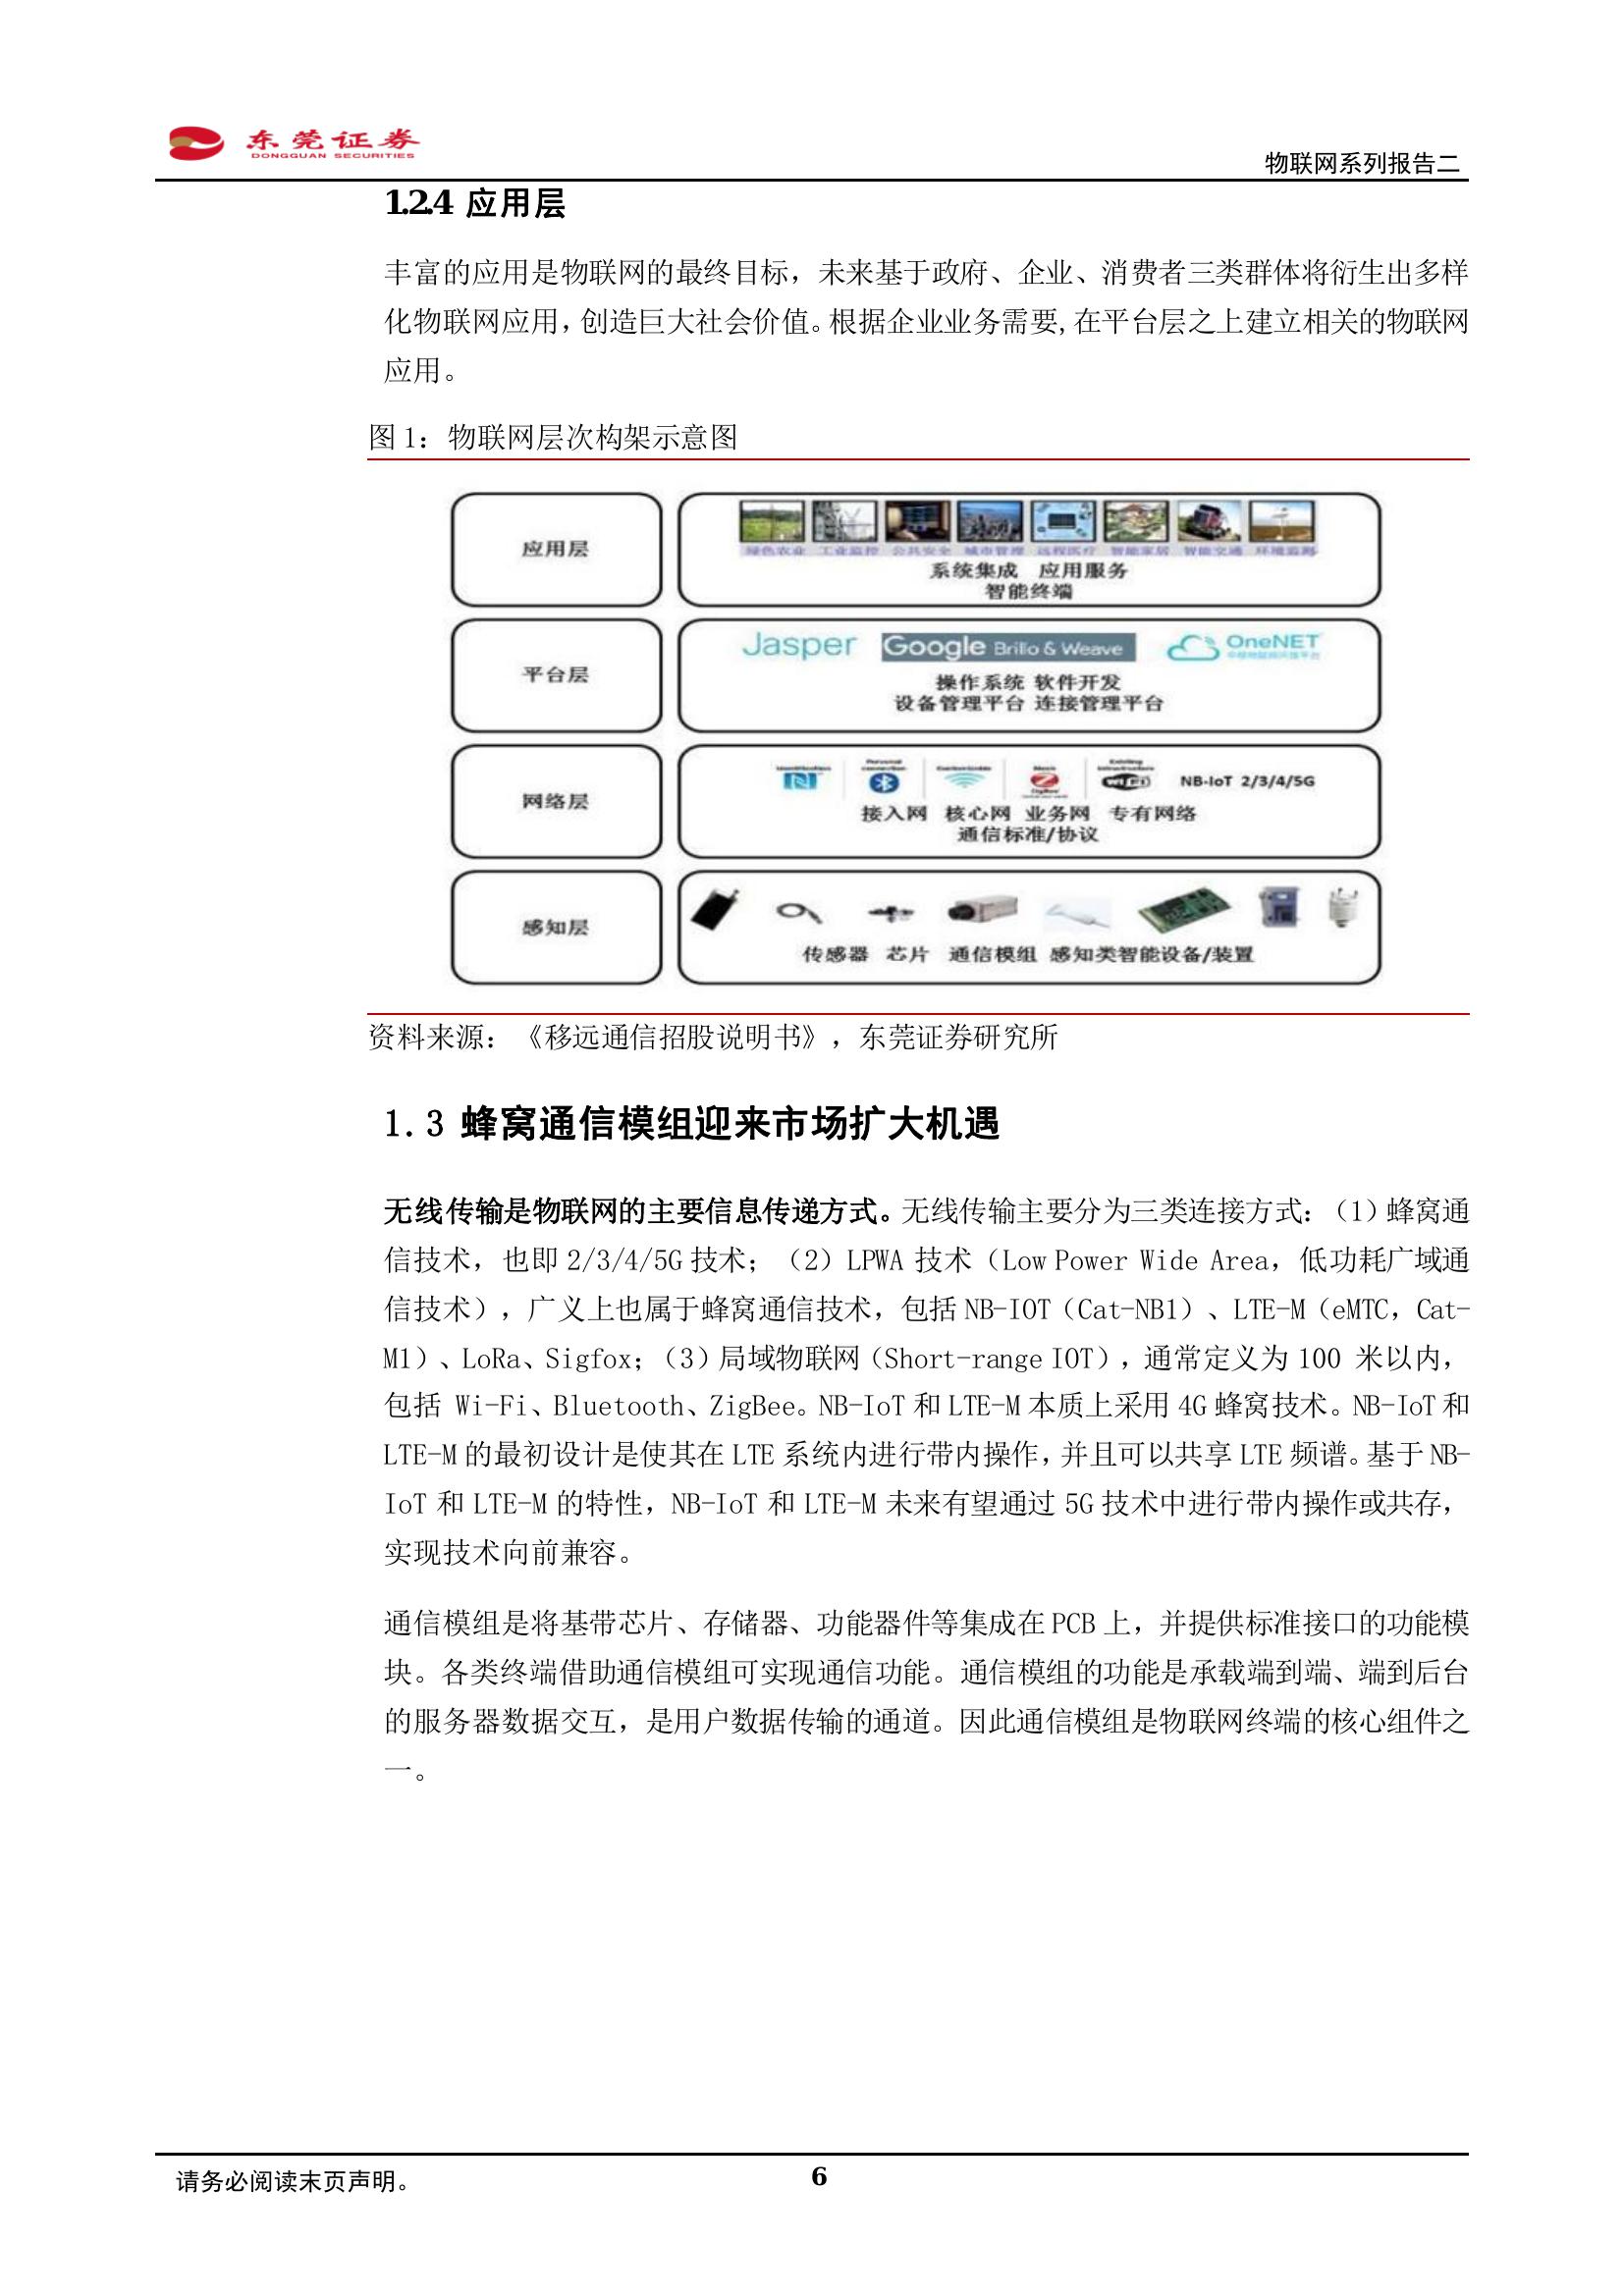 东莞证券
DONGGUAN SECURITIES
物联网系列报告二
1.2.4 应用层
丰富的应用是物联网的最终目标，未来基于政府、企业、消费者三类群体将衍生出多样
化物联网应用，创造巨大社会价值。根据企业业务需要,在平台层之上建立相关的物联网
应用。
图 1：物联网层次构架示意图
应用层
绿色农业 工业监控 公共安全 城市管理 远程医疗 智能家居 智能交通 环境监测
系统集成 应用服务
智能终端
平台层
Jasper Google Brillo & Weave OneNET
操作系统 软件开发
设备管理平台 连接管理平台
网络层
NB-IoT 2/3/4/5G
接入网 核心网 业务网 专有网络
通信标准/协议
感知层
传感器 芯片 通信模组 感知类智能设备/装置
资料来源：《移远通信招股说明书》，东莞证券研究所
1.3 蜂窝通信模组迎来市场扩大机遇
无线传输是物联网的主要信息传递方式。无线传输主要分为三类连接方式：（1）蜂窝通
信技术，也即 2/3/4/5G 技术；（2）LPWA 技术（Low Power Wide Area，低功耗广域通
信技术），广义上也属于蜂窝通信技术，包括 NB-IOT（Cat-NB1）、LTE-M（eMTC，Cat-
M1）、LoRa、Sigfox；（3）局域物联网（Short-range IOT），通常定义为 100 米以内，
包括 Wi-Fi、Bluetooth、ZigBee。NB-IoT 和 LTE-M 本质上采用 4G 蜂窝技术。NB-IoT 和
LTE-M 的最初设计是使其在 LTE 系统内进行带内操作，并且可以共享 LTE 频谱。基于 NB-
IoT 和 LTE-M 的特性，NB-IoT 和 LTE-M 未来有望通过 5G 技术中进行带内操作或共存，
实现技术向前兼容。
通信模组是将基带芯片、存储器、功能器件等集成在 PCB 上，并提供标准接口的功能模
块。各类终端借助通信模组可实现通信功能。通信模组的功能是承载端到端、端到后台
的服务器数据交互，是用户数据传输的通道。因此通信模组是物联网终端的核心组件之
一。
请务必阅读末页声明。
6